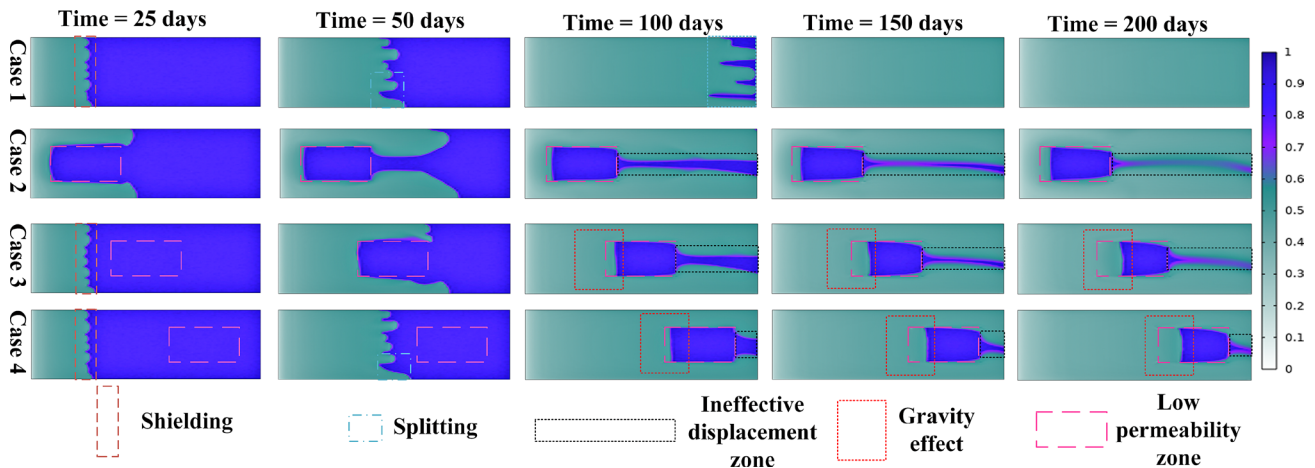 Time = 25 days
Time = 50 days
Time = 100 days
Time = 150 days
Time = 200 days
Case 1
Case 2
Case 3
Case 4
1
0.9
0.8
0.7
0.6
0.5
0.4
0.3
0.2
0.1
0
Shielding
Splitting
Ineffective
displacement
zone
Gravity
effect
Low
permeability
zone